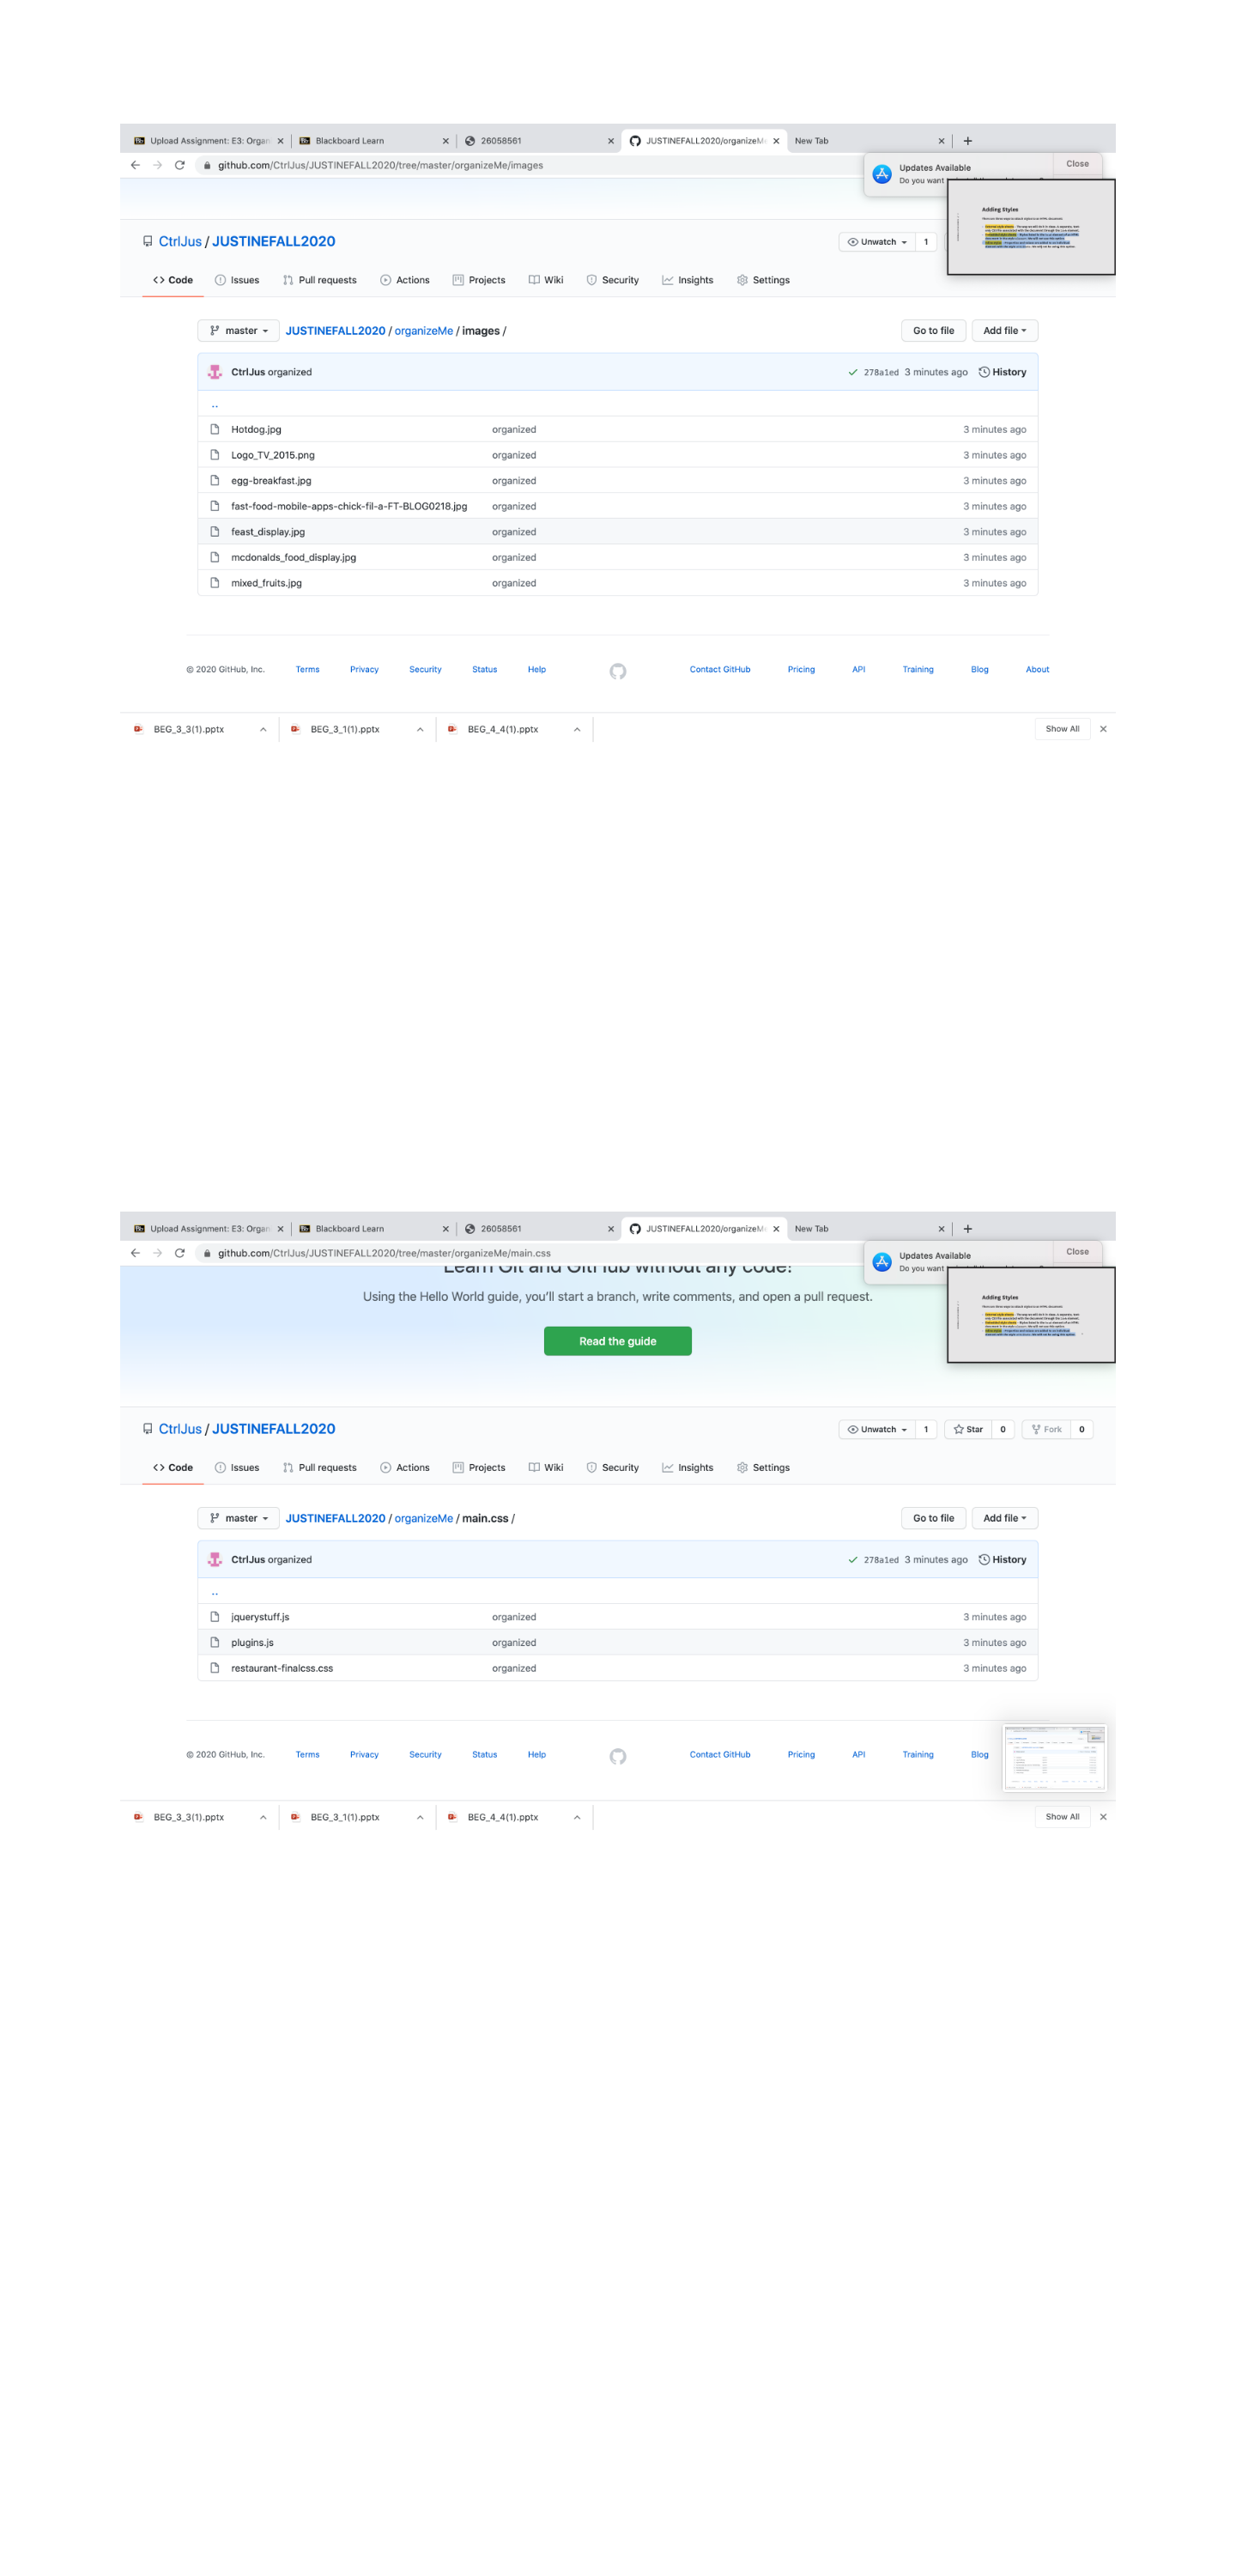 Upload Assignment: E3: Organ
Blackboard Learn
26058561
JUSTINEFALL2020/organizeMe
New Tab
github.com/CtrlJus/JUSTINEFALL2020/tree/master/organizeMe/images
Updates Available
Close
Do you want
Adding Styles
CtrlJus / JUSTINEFALL2020
Unwatch 1
Code Issues Pull requests Actions Projects Wiki Security Insights Settings
master JUSTINEFALL2020 / organizeMe / images /
Go to file Add file
CtrlJus organized 278a1ed 3 minutes ago History
..
Hotdog.jpg organized 3 minutes ago
Logo_TV_2015.png organized 3 minutes ago
egg-breakfast.jpg organized 3 minutes ago
fast-food-mobile-apps-chick-fil-a-FT-BLOG0218.jpg organized 3 minutes ago
feast_display.jpg organized 3 minutes ago
mcdonalds_food_display.jpg organized 3 minutes ago
mixed_fruits.jpg organized 3 minutes ago
© 2020 GitHub, Inc. Terms Privacy Security Status Help Contact GitHub Pricing API Training Blog About
BEG_3_3(1).pptx BEG_3_1(1).pptx BEG_4_4(1).pptx Show All
Upload Assignment: E3: Organ
Blackboard Learn
26058561
JUSTINEFALL2020/organizeMe
New Tab
github.com/CtrlJus/JUSTINEFALL2020/tree/master/organizeMe/main.css
Updates Available
Close
Do you want
Adding Styles
Learn Git and GitHub without any code!
Using the Hello World guide, you'll start a branch, write comments, and open a pull request.
Read the guide
CtrlJus / JUSTINEFALL2020
Unwatch 1 Star 0 Fork 0
Code Issues Pull requests Actions Projects Wiki Security Insights Settings
master JUSTINEFALL2020 / organizeMe / main.css /
Go to file Add file
CtrlJus organized 278a1ed 3 minutes ago History
..
jquerystuff.js organized 3 minutes ago
plugins.js organized 3 minutes ago
restaurant-finalcss.css organized 3 minutes ago
© 2020 GitHub, Inc. Terms Privacy Security Status Help Contact GitHub Pricing API Training Blog
BEG_3_3(1).pptx BEG_3_1(1).pptx BEG_4_4(1).pptx Show All